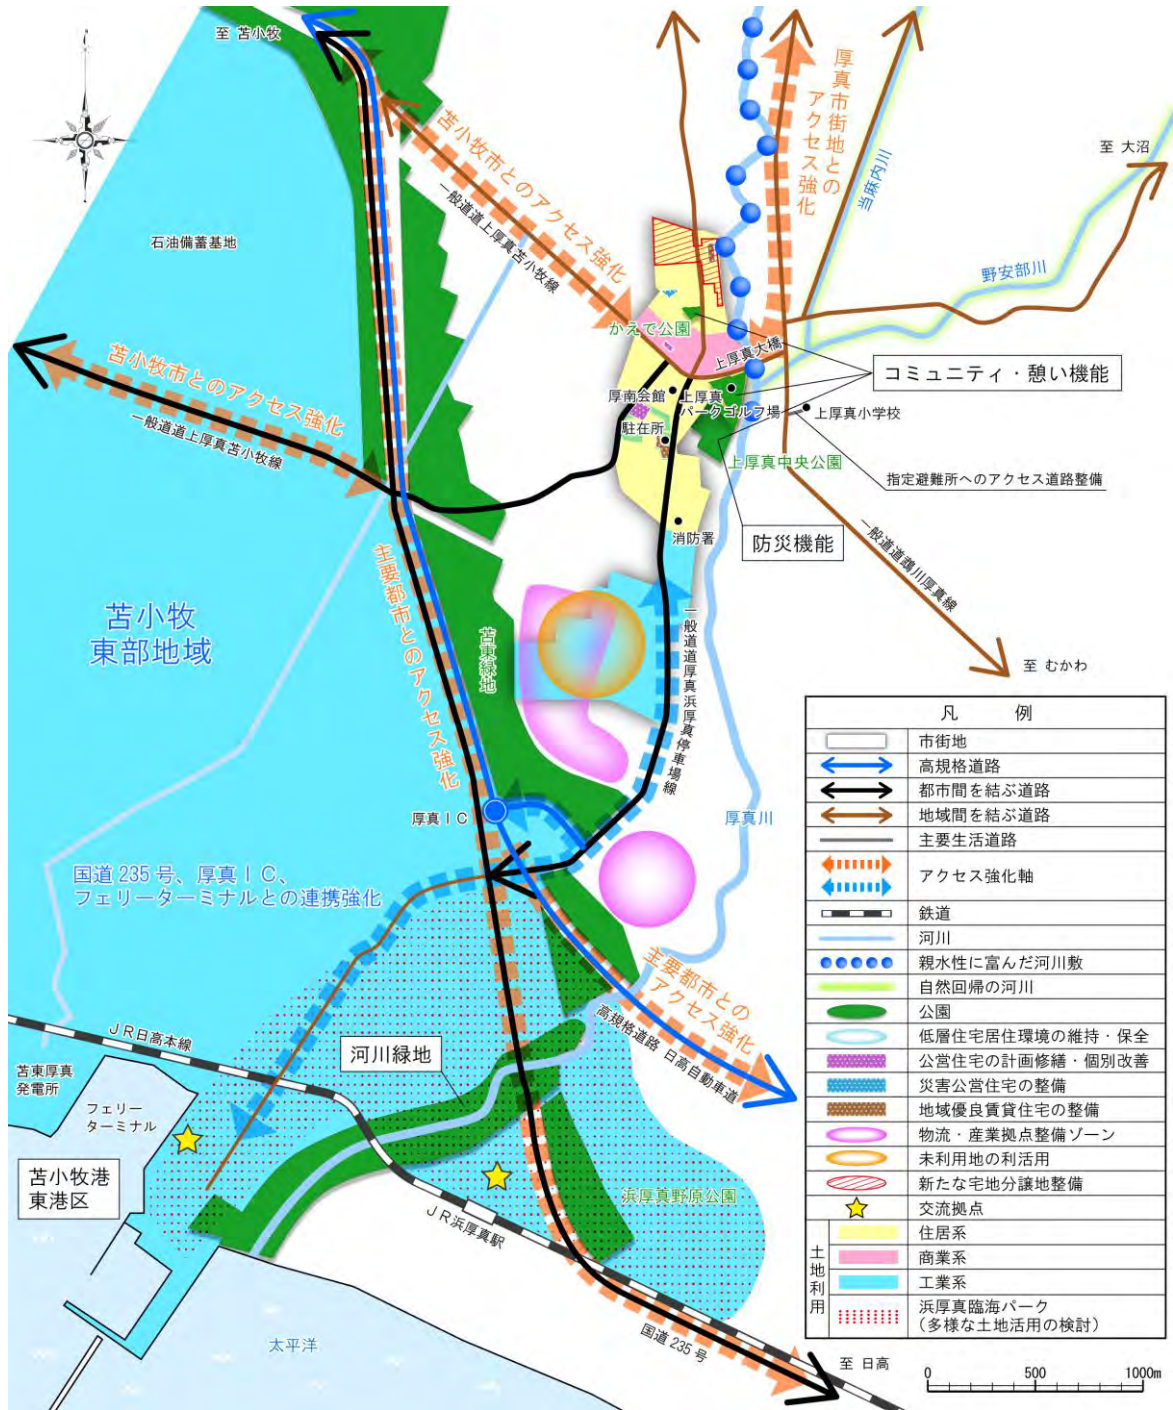 至 苫小牧
石油備蓄基地
苫小牧市とのアクセス強化
一般道道上厚真苫小牧線
厚真市街地との
アクセス強化
当麻内川
至 大沼
野安部川
かえで公園
上厚真大橋
コミュニティ・憩い機能
厚南会館
上厚真
パークゴルフ場
上厚真小学校
駐在所
上厚真中央公園
指定避難所へのアクセス道路整備
消防署
防災機能
一般道道鵡川厚真線
至 むかわ
苫小牧市とのアクセス強化
一般道道上厚真苫小牧線
主要都市とのアクセス強化
苫小牧
東部地域
苫東緑地
一般道道厚真浜厚真停車場線
厚真ＩＣ
厚真川
国道 235 号、厚真ＩＣ、
フェリーターミナルとの連携強化
主要都市との
アクセス強化
高規格道路 日高自動車道
ＪＲ日高本線
河川緑地
苫東厚真
発電所
フェリー
ターミナル
苫小牧港
東港区
浜厚真野原公園
ＪＲ浜厚真駅
太平洋
国道 235 号
至 日高
凡 例
市街地
高規格道路
都市間を結ぶ道路
地域間を結ぶ道路
主要生活道路
アクセス強化軸
鉄道
河川
親水性に富んだ河川敷
自然回帰の河川
公園
低層住宅居住環境の維持・保全
公営住宅の計画修繕・個別改善
災害公営住宅の整備
地域優良賃貸住宅の整備
物流・産業拠点整備ゾーン
未利用地の利活用
新たな宅地分譲地整備
交流拠点
土地利用
住居系
商業系
工業系
浜厚真臨海パーク
（多様な土地活用の検討）
0 500 1000m